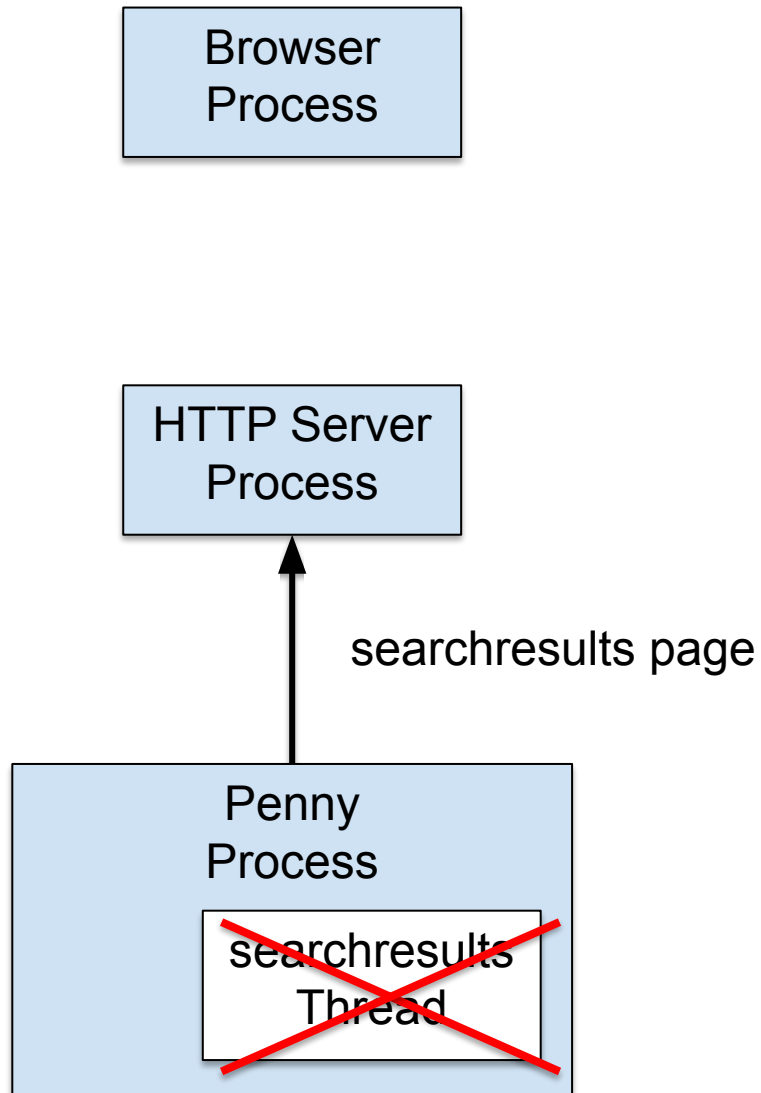 Browser
Process
HTTP Server
Process
searchresults page
Penny
Process
searchresults
Thread